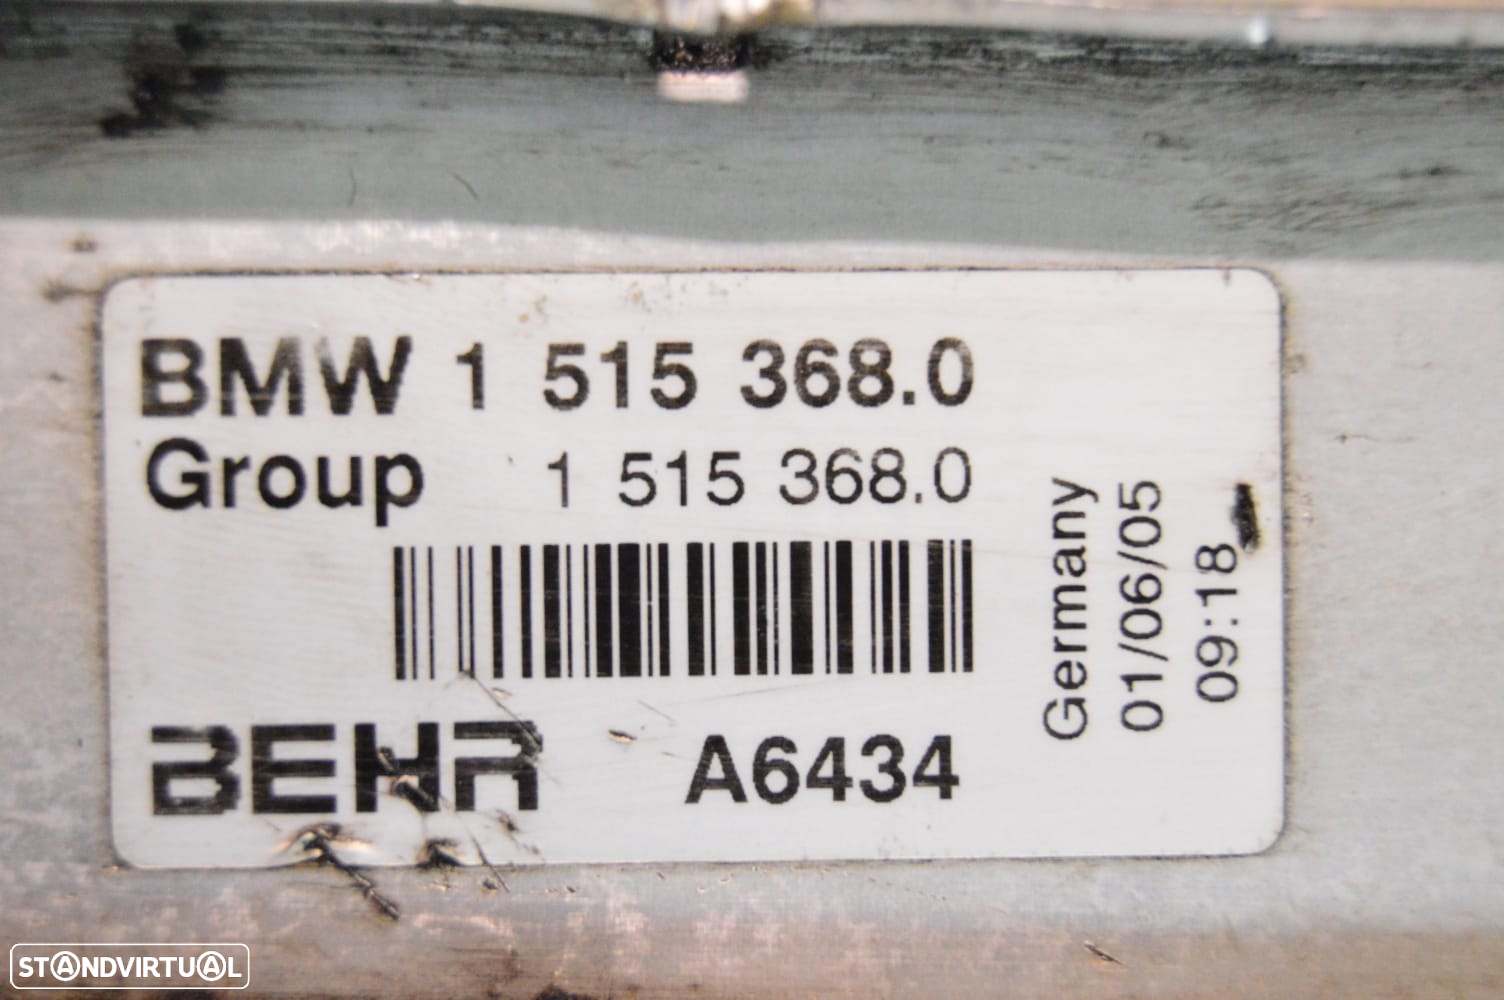 BMW 1 515 368.0
Group 1 515 368.0
BEHR A6434
Germany
01/06/05
09:18
STANDVIRTUAL